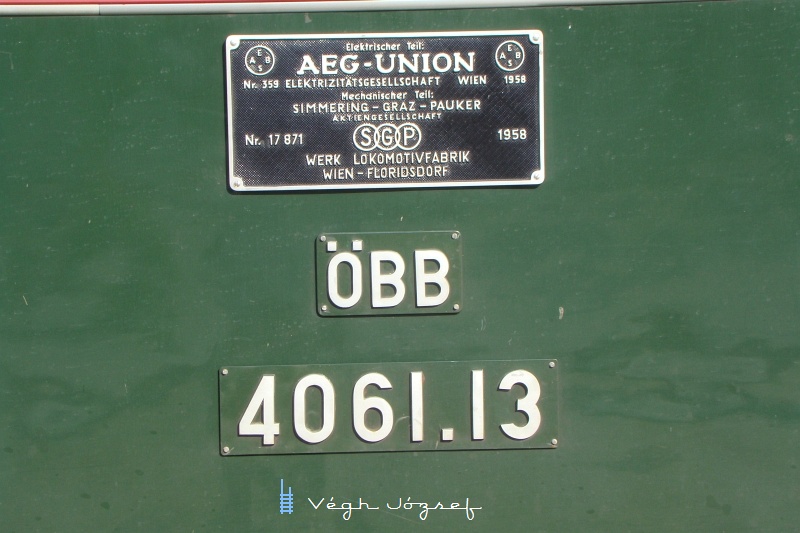 Elektrischer Teil:
E A B S
AEG-UNION
E A B S
Nr. 359 ELEKTRIZITÄTSGESELLSCHAFT WIEN 1958
Mechanischer Teil:
SIMMERING - GRAZ - PAUKER
AKTIENGESELLSCHAFT
Nr. 17 871 SGP 1958
WERK LOKOMOTIVFABRIK
WIEN - FLORIDSDORF
ÖBB
4061.13
Végh József